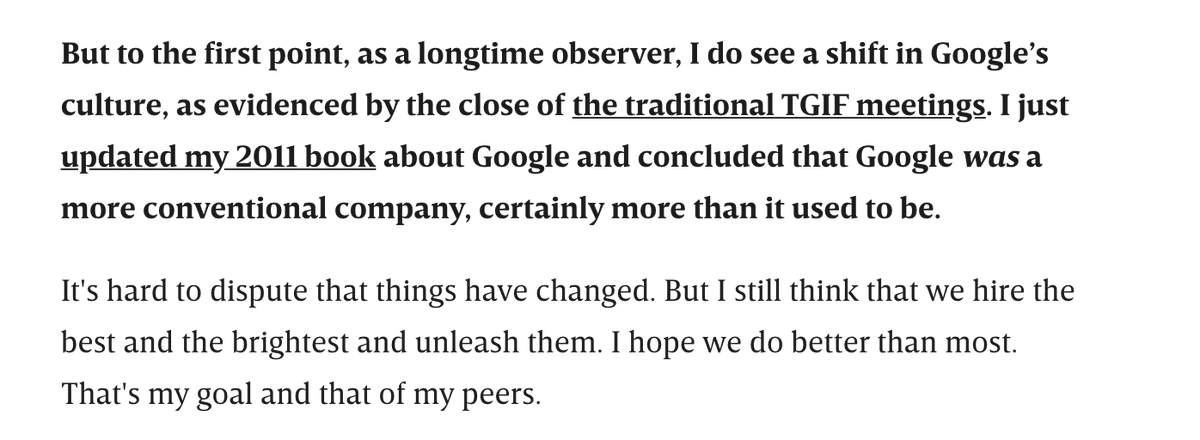 But to the first point, as a longtime observer, I do see a shift in Google’s
culture, as evidenced by the close of the traditional TGIF meetings. I just
updated my 2011 book about Google and concluded that Google was a
more conventional company, certainly more than it used to be.
It's hard to dispute that things have changed. But I still think that we hire the
best and the brightest and unleash them. I hope we do better than most.
That's my goal and that of my peers.